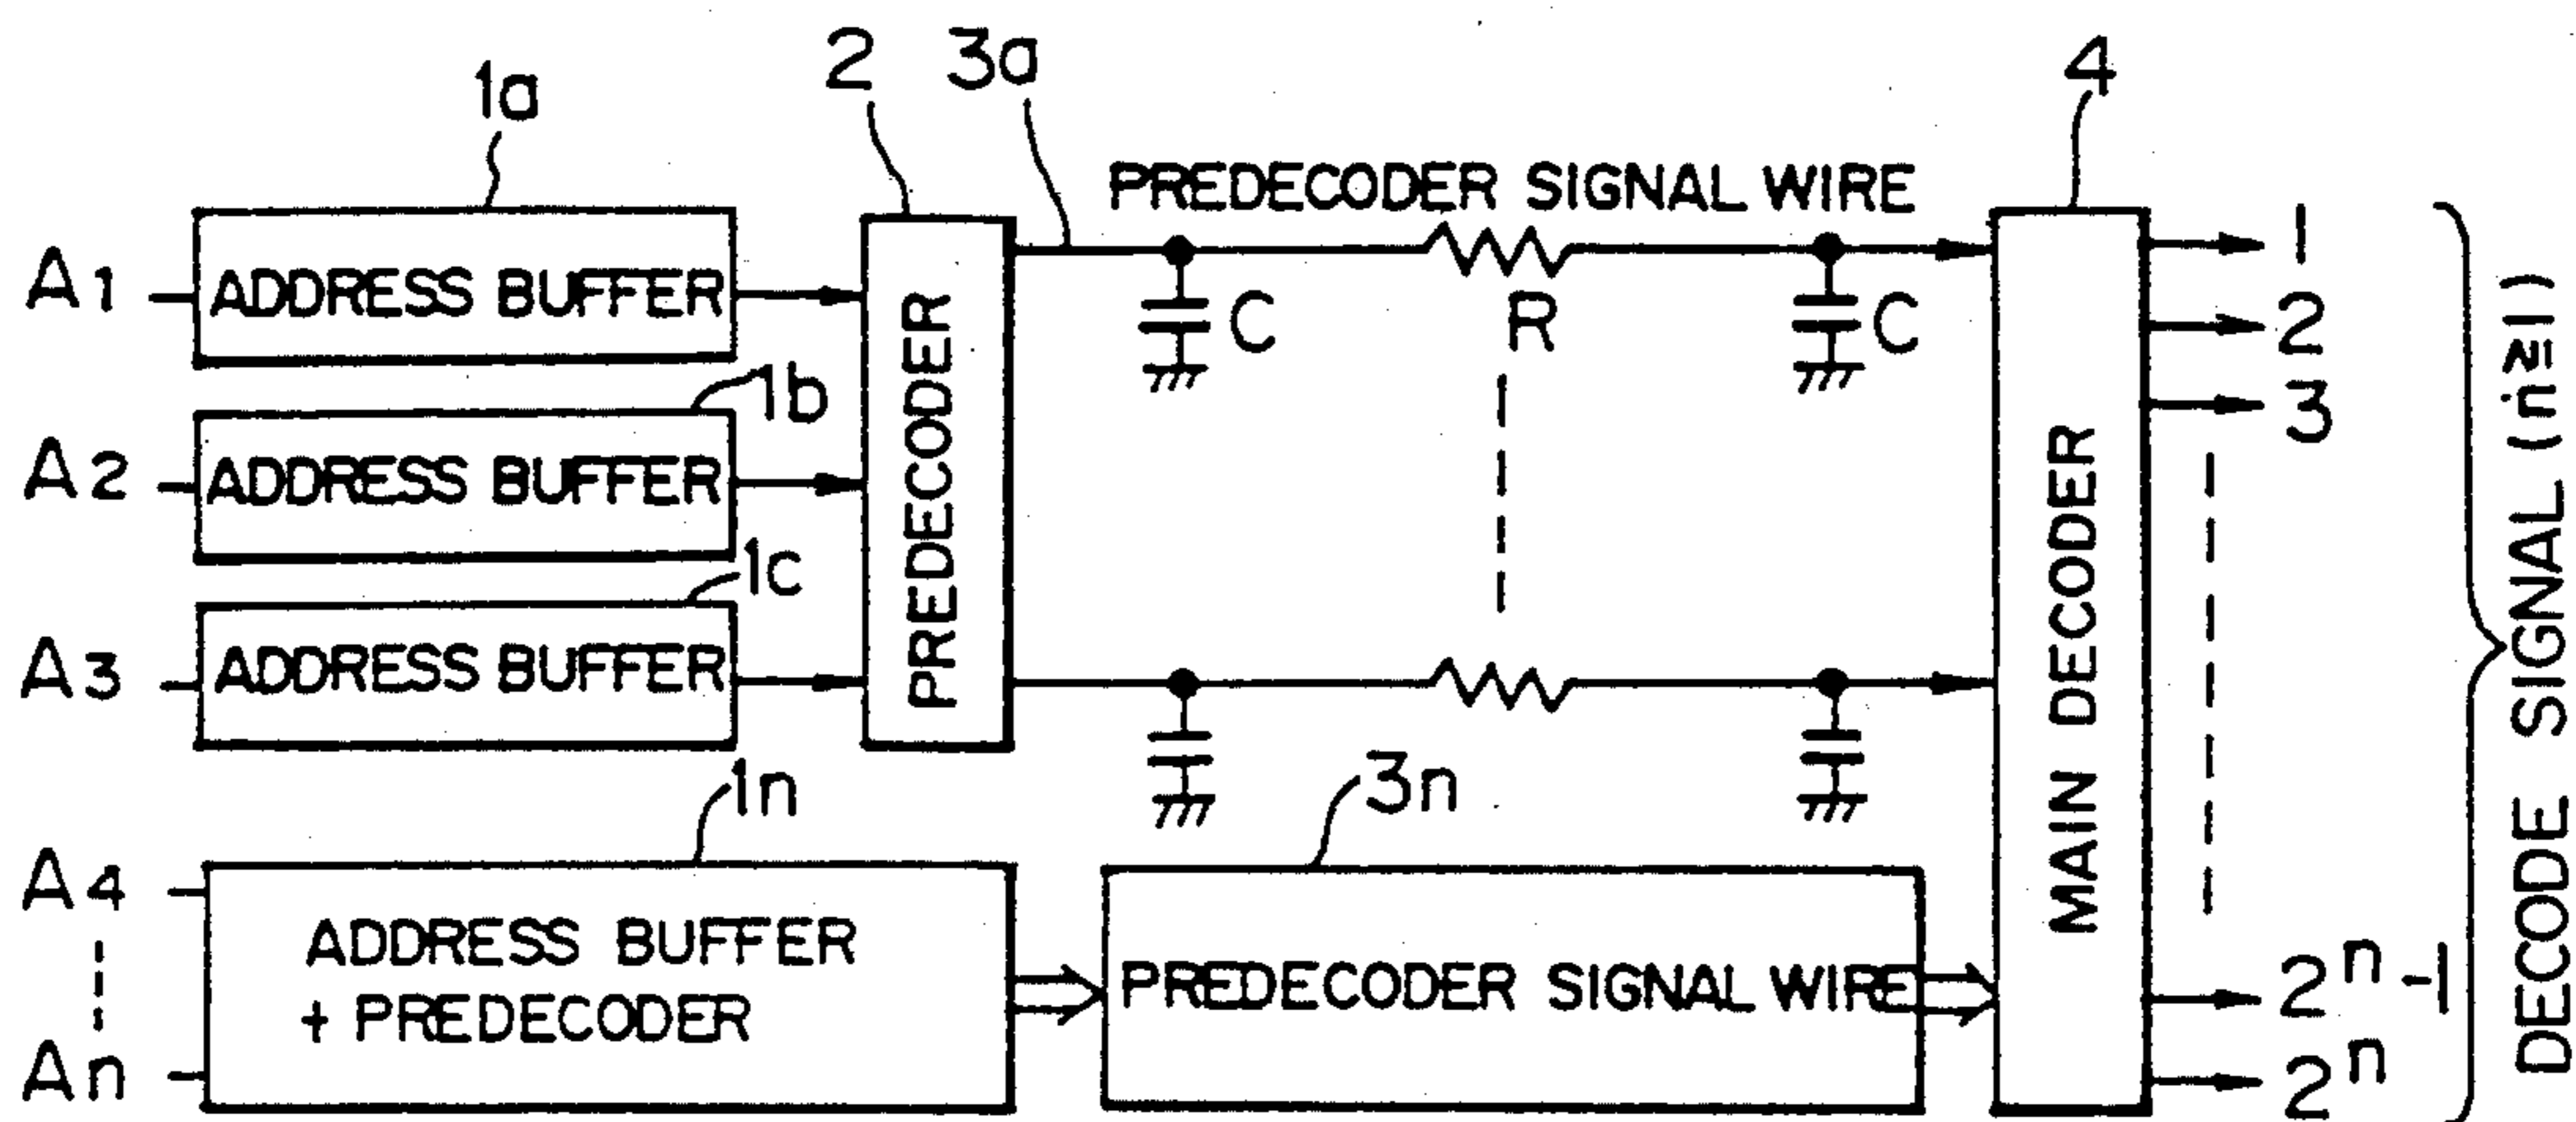 1a
2
3a
4
PREDECODER SIGNAL WIRE
A1
ADDRESS BUFFER
C
R
C
1
2
3
1b
A2
ADDRESS BUFFER
PREDECODER
1c
A3
ADDRESS BUFFER
MAIN DECODER
1n
3n
A4
ADDRESS BUFFER
+ PREDECODER
An
PREDECODER SIGNAL WIRE
2ⁿ-1
2ⁿ
DECODE SIGNAL (n≧1)